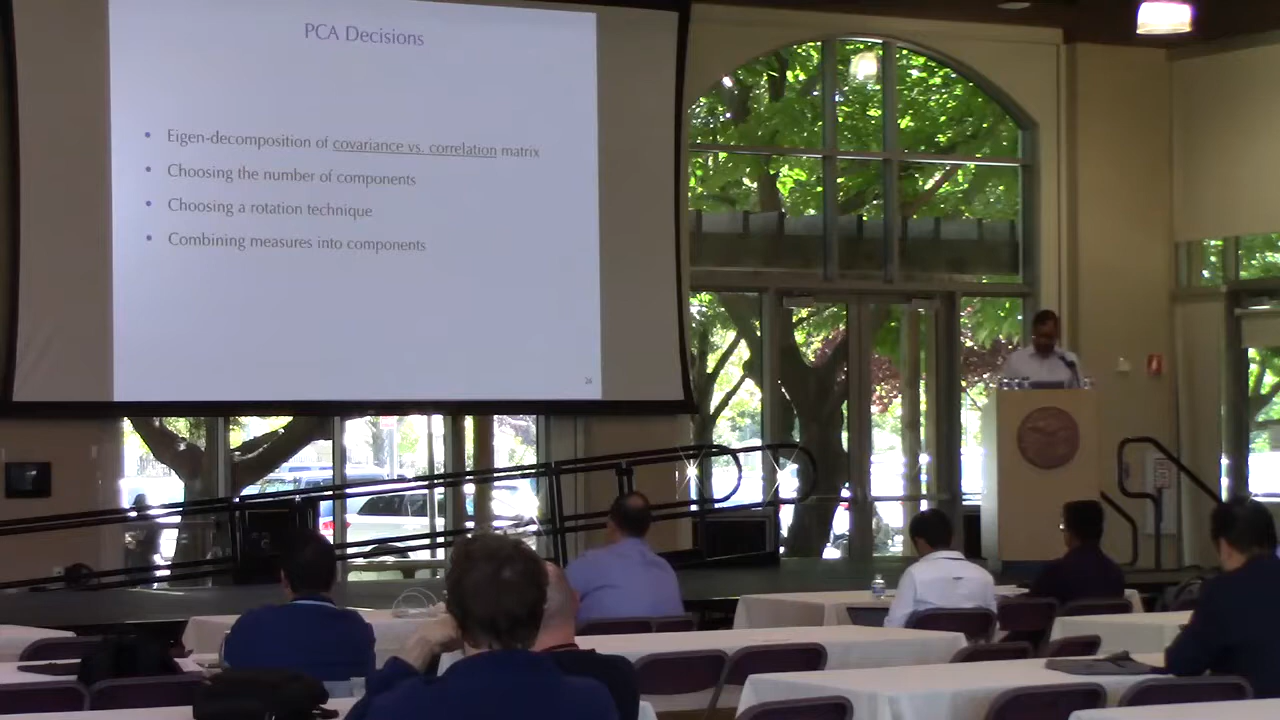 PCA Decisions
• Eigen-decomposition of covariance vs. correlation matrix
• Choosing the number of components
• Choosing a rotation technique
• Combining measures into components
26